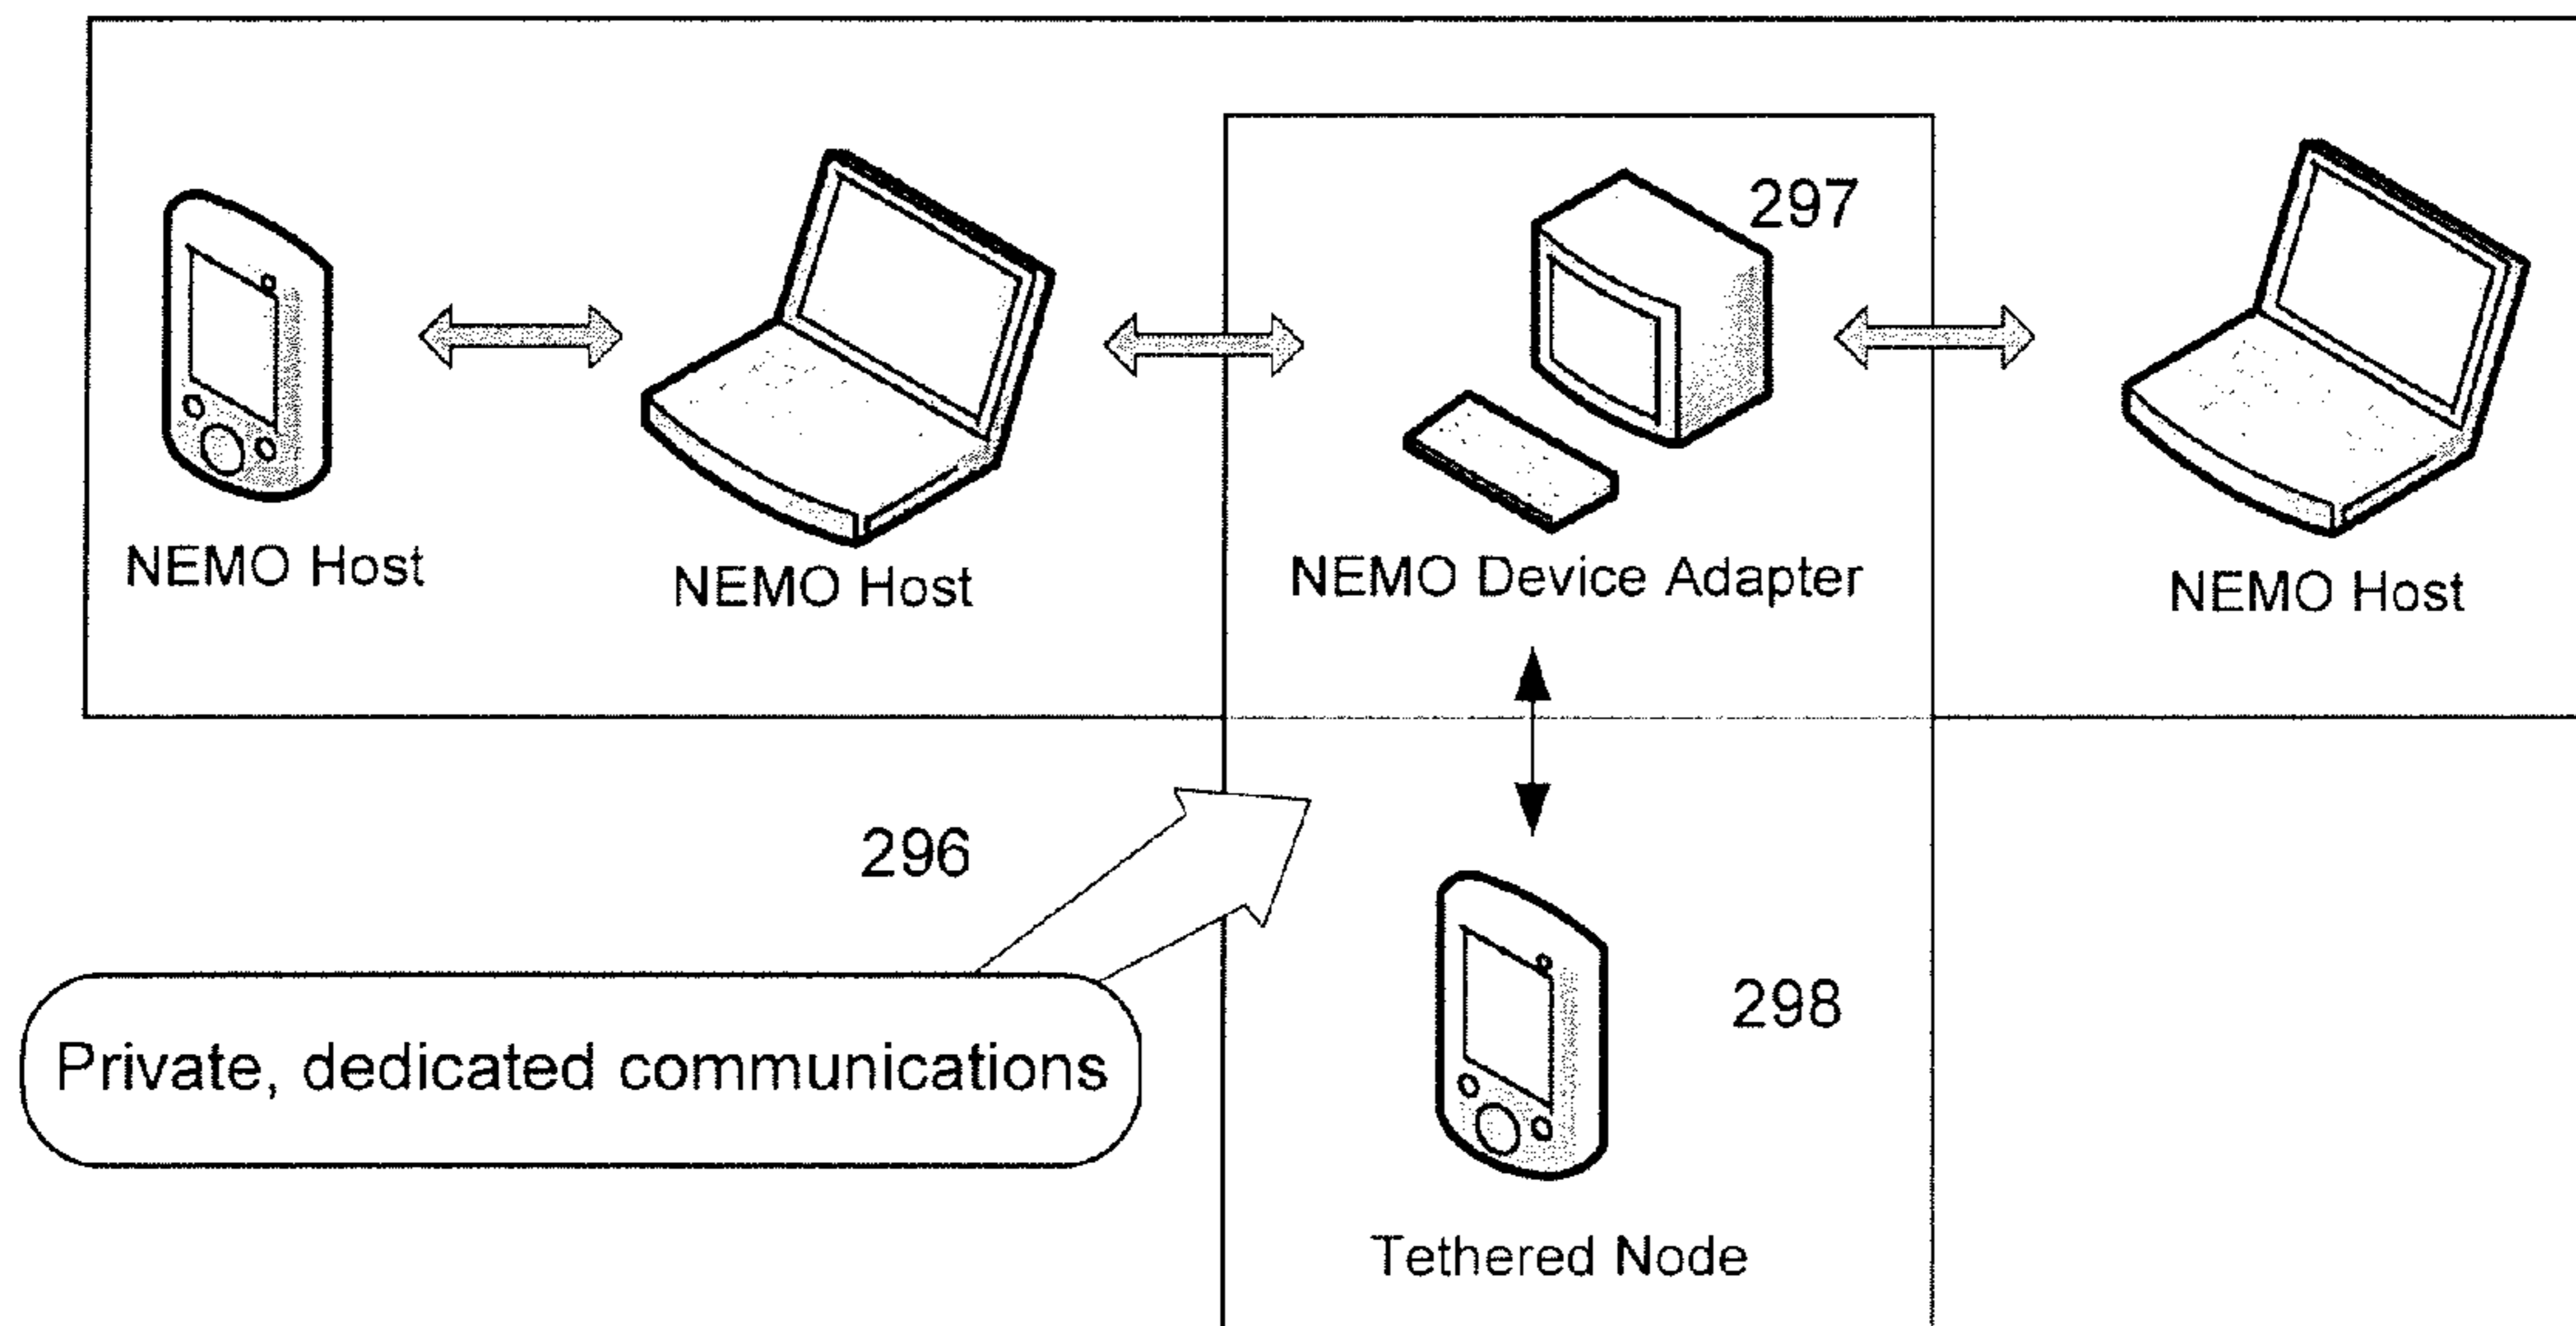 297
NEMO Host
NEMO Host
NEMO Device Adapter
NEMO Host
296
298
Private, dedicated communications
Tethered Node